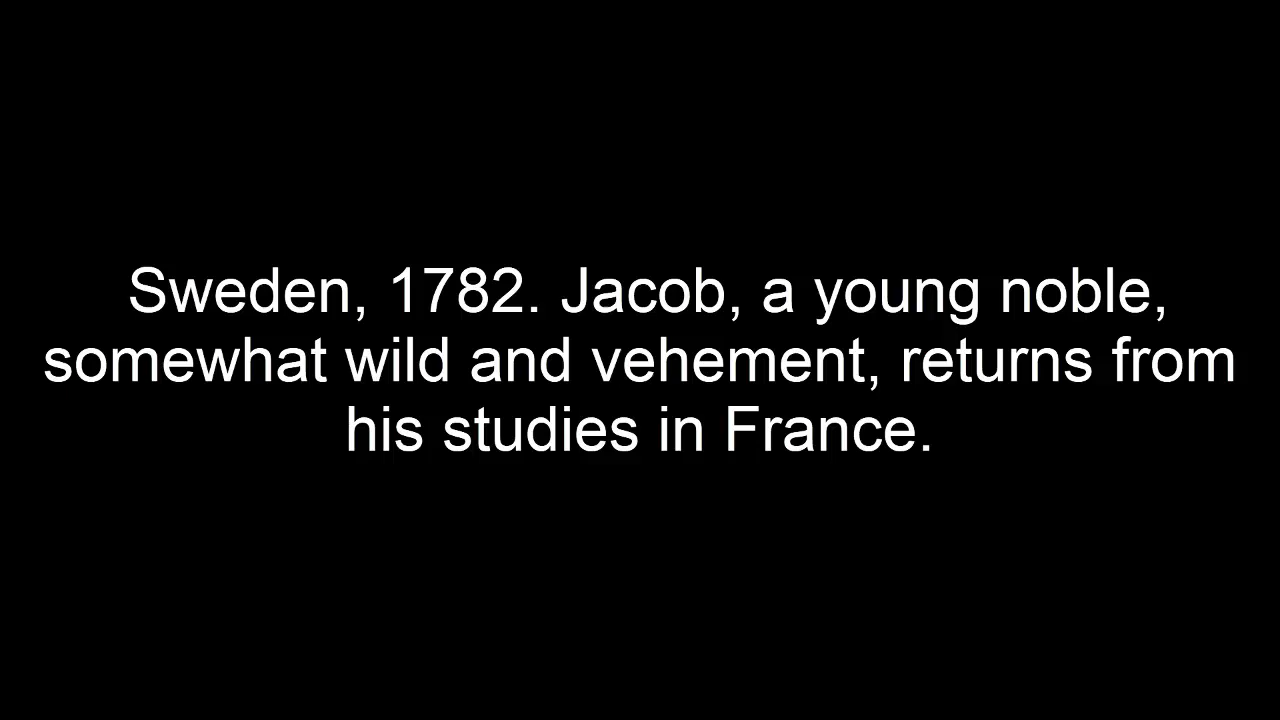 Sweden, 1782. Jacob, a young noble,
somewhat wild and vehement, returns from
his studies in France.